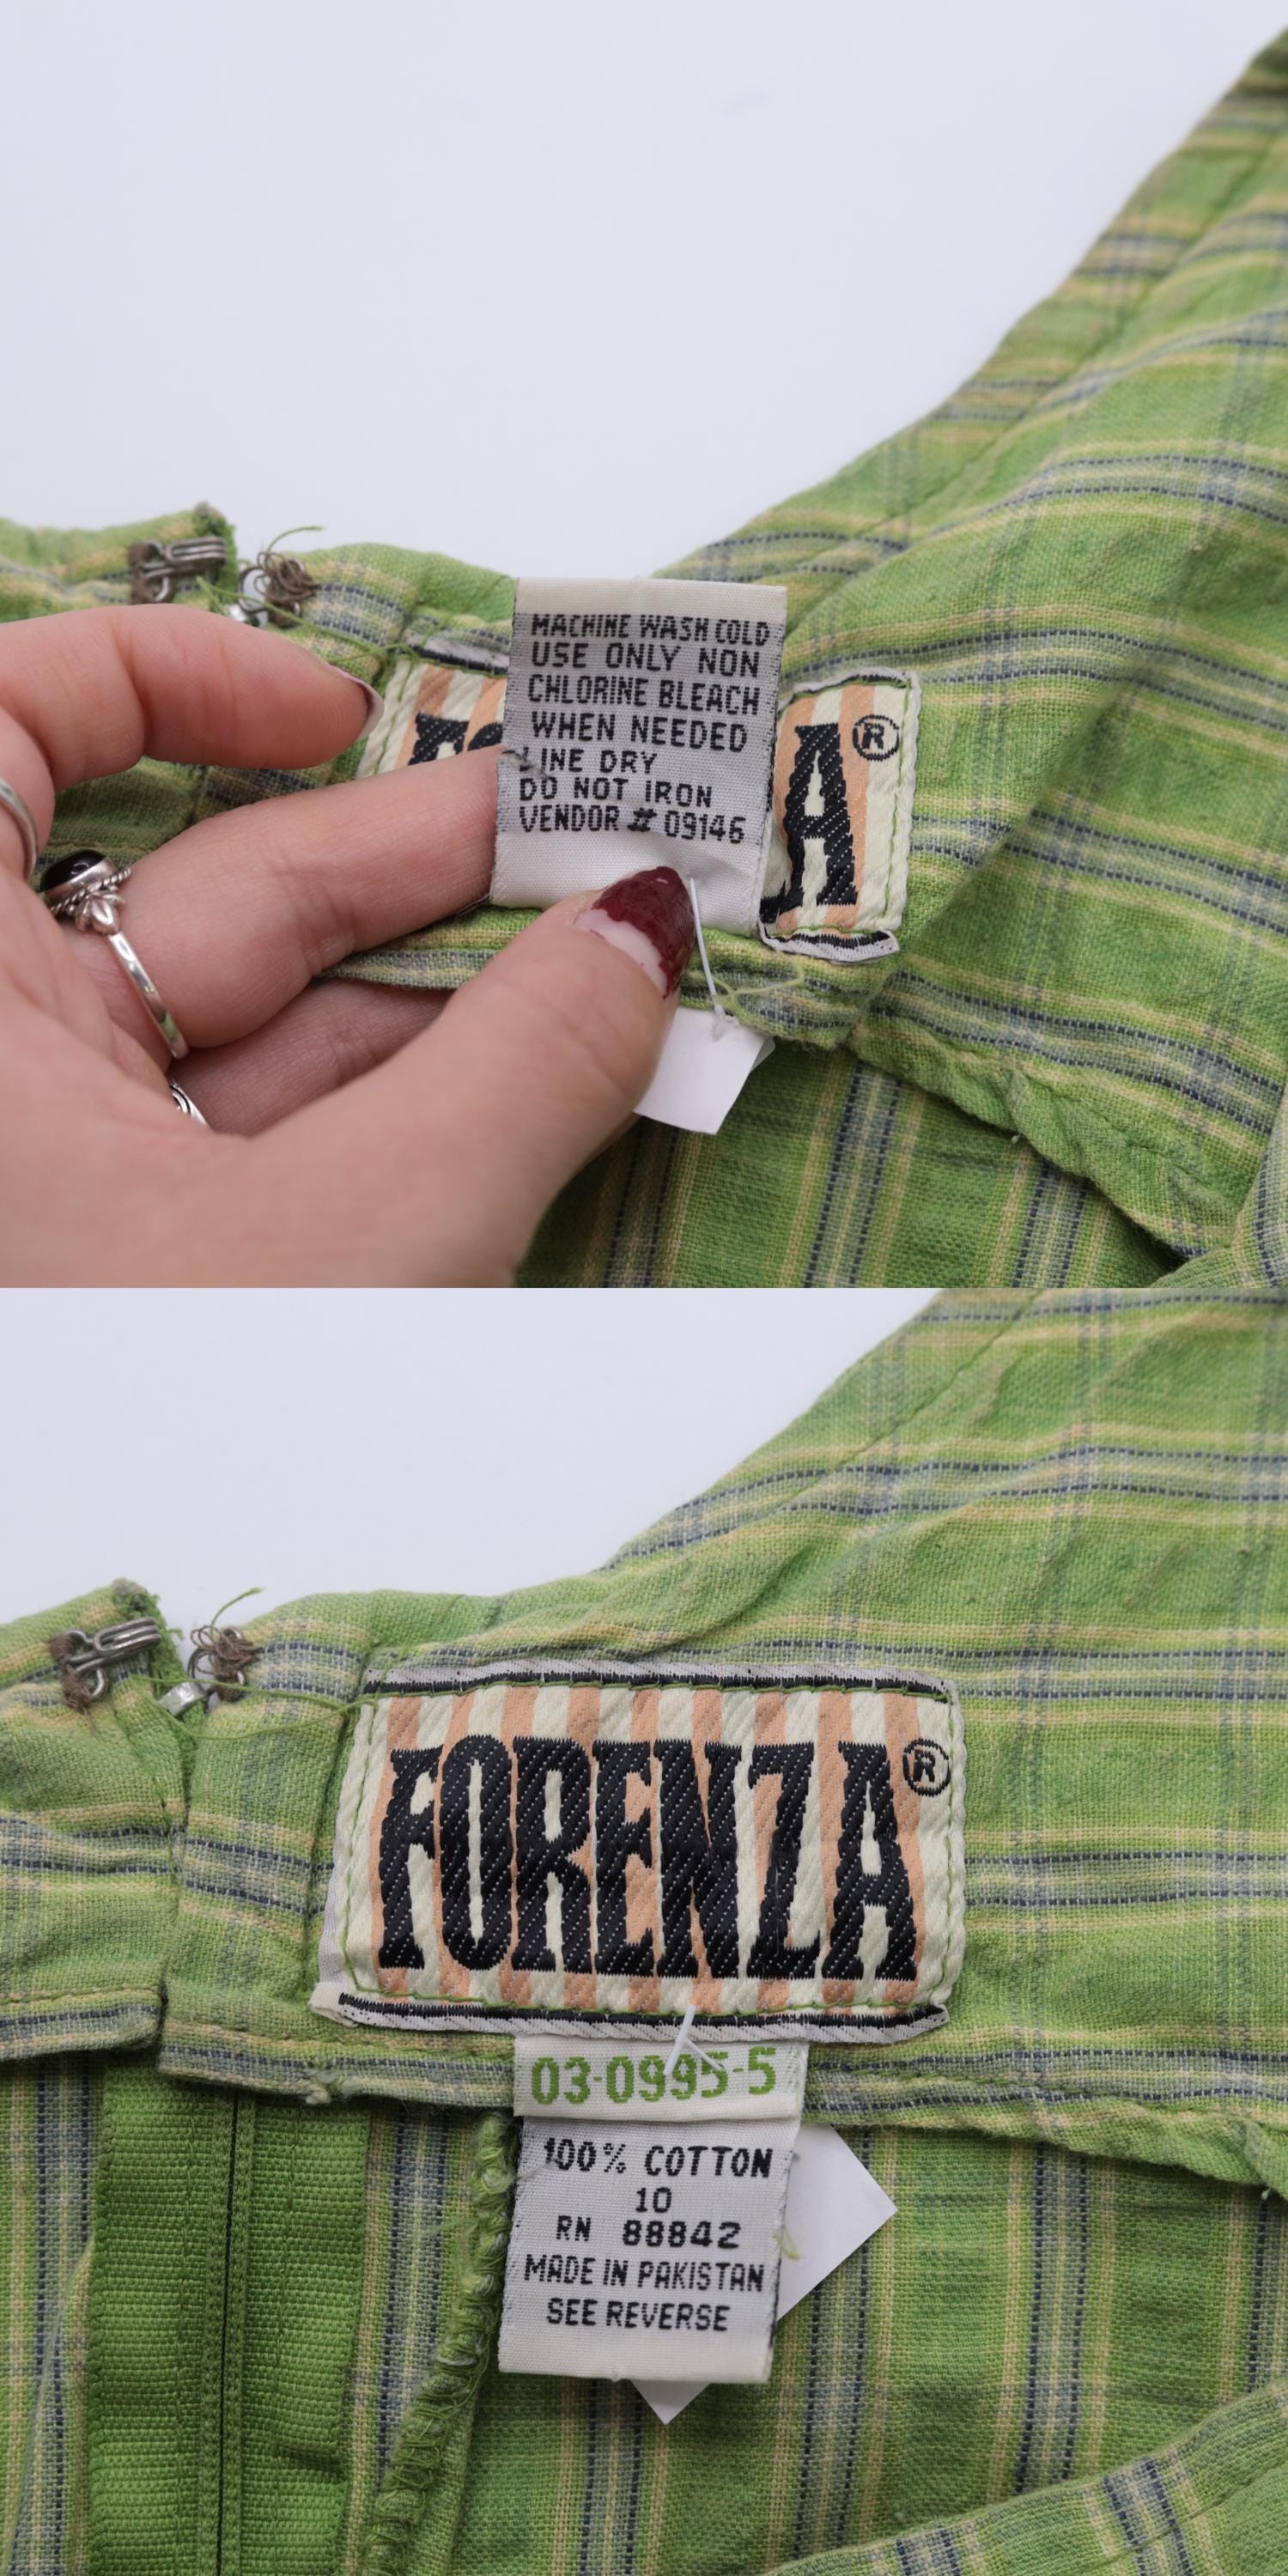 MACHINE WASH COLD
USE ONLY NON
CHLORINE BLEACH
WHEN NEEDED
LINE DRY
DO NOT IRON
VENDOR # 09146
A®
FORENZA®
03-0995-5
100% COTTON
10
RN 88842
MADE IN PAKISTAN
SEE REVERSE